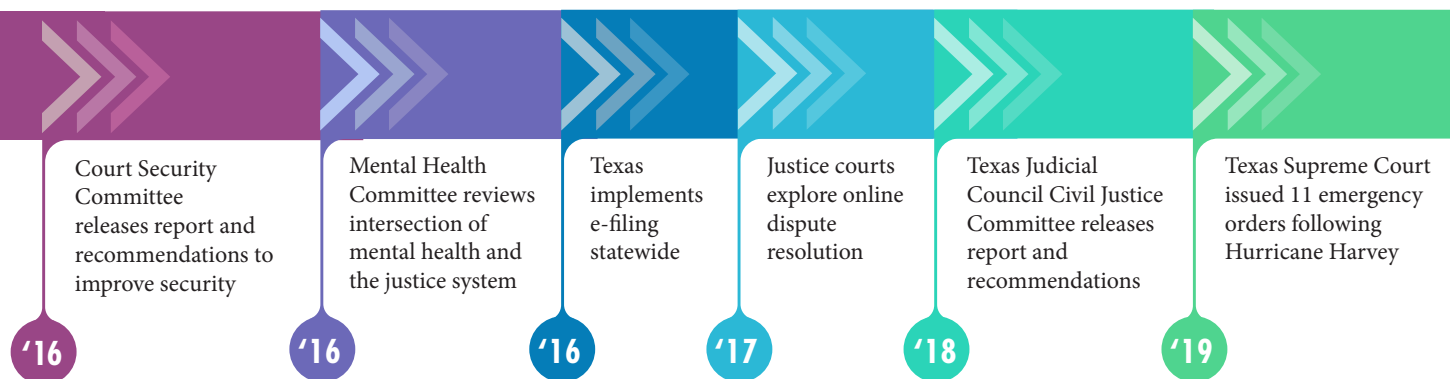 Court Security
Committee
releases report and
recommendations to
improve security
Mental Health
Committee reviews
intersection of
mental health and
the justice system
Texas
implements
e-filing
statewide
Justice courts
explore online
dispute
resolution
Texas Judicial
Council Civil Justice
Committee releases
report and
recommendations
Texas Supreme Court
issued 11 emergency
orders following
Hurricane Harvey
‘16
‘16
‘16
‘17
‘18
‘19